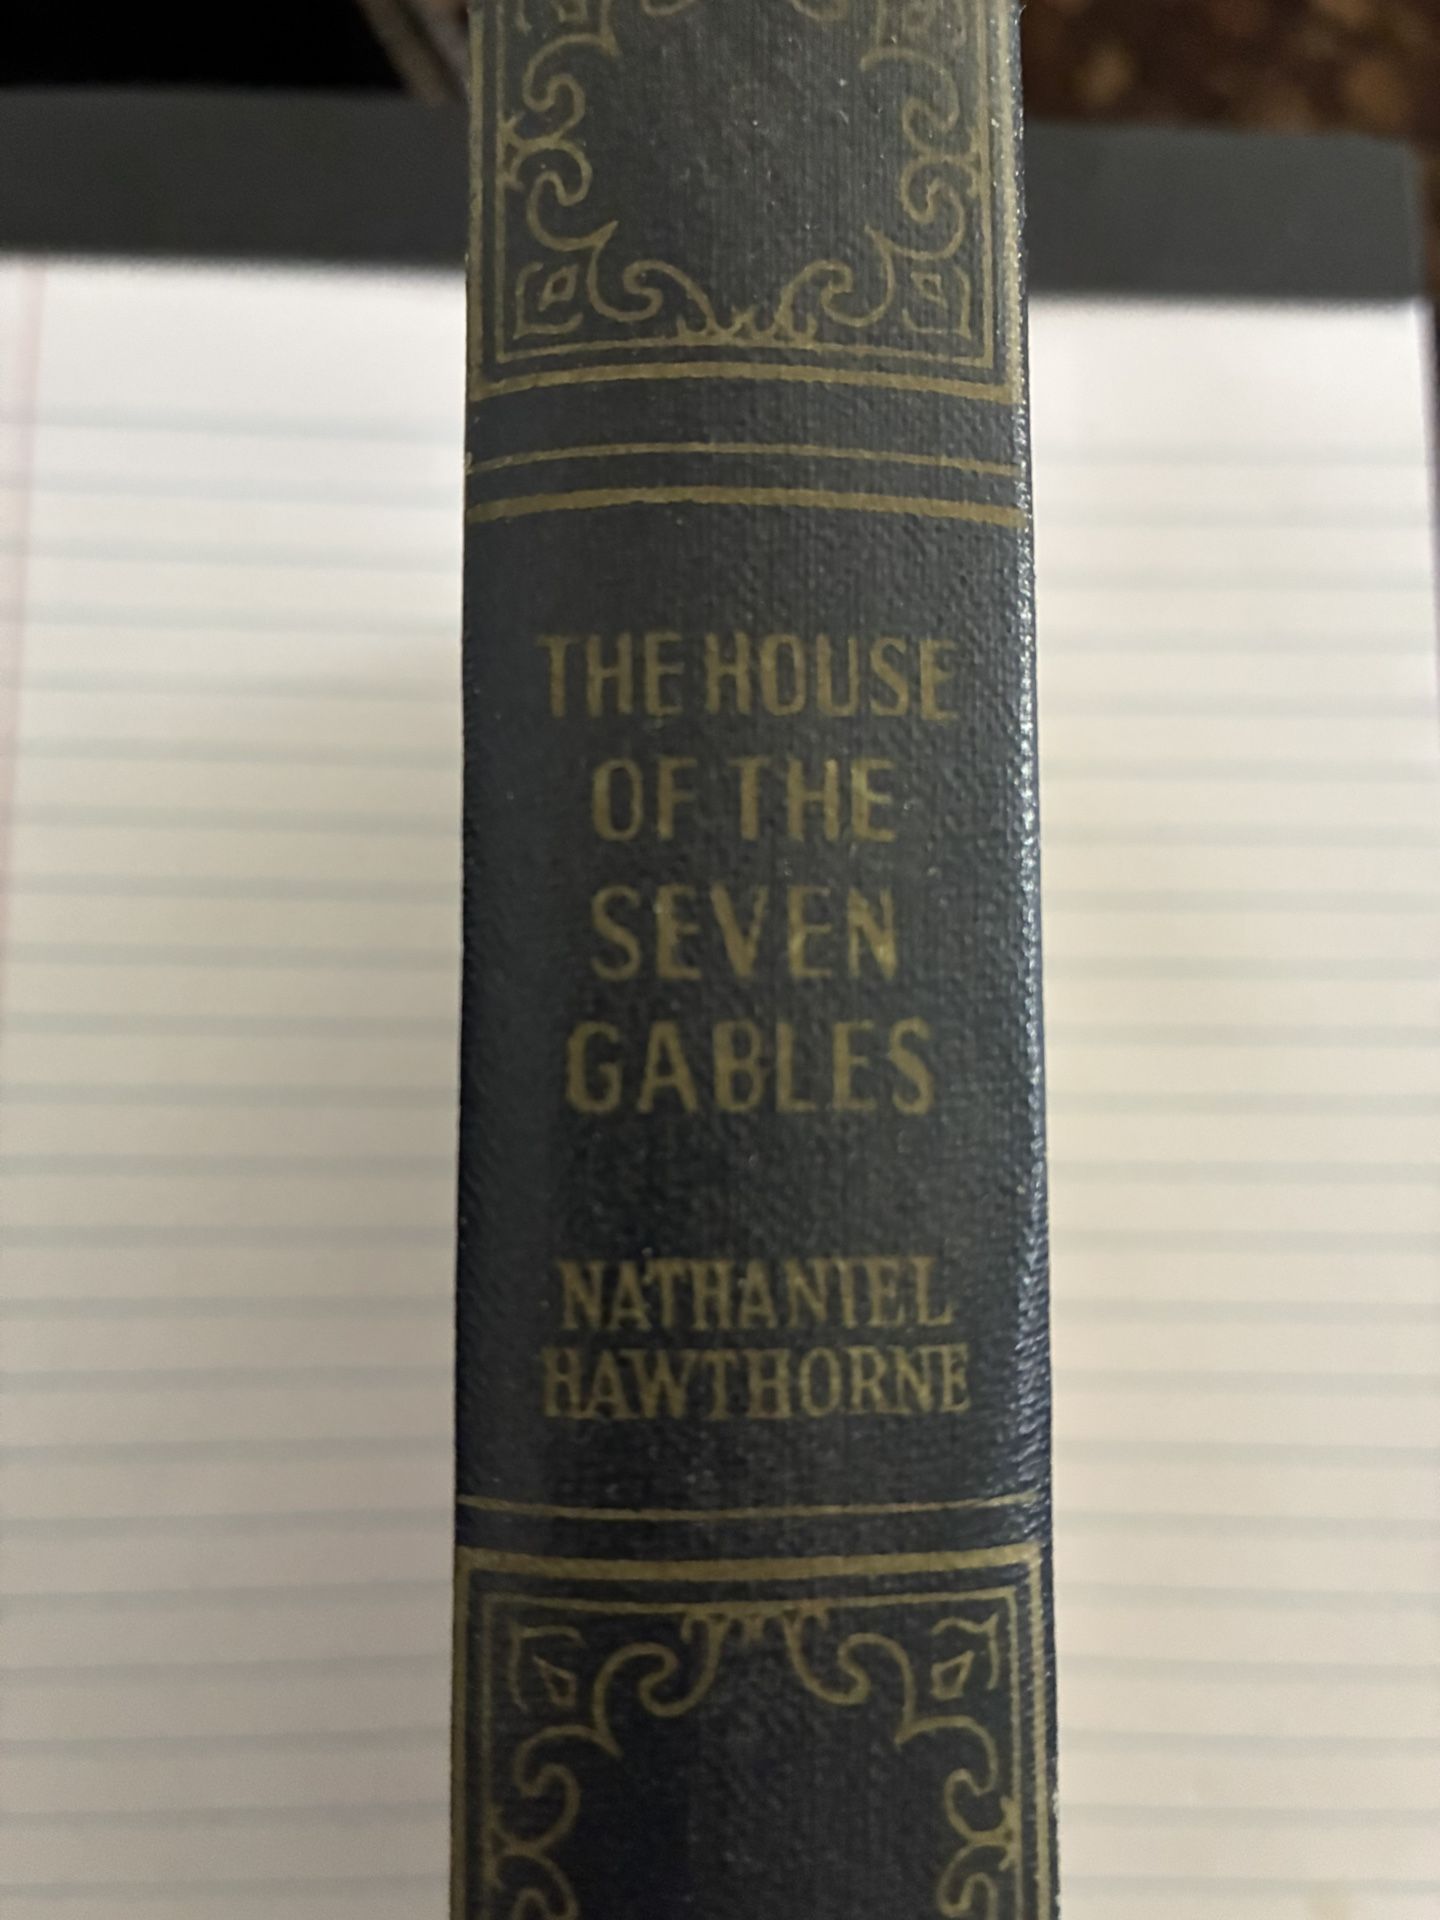 THE HOUSE
OF THE
SEVEN
GABLES
NATHANIEL
HAWTHORNE